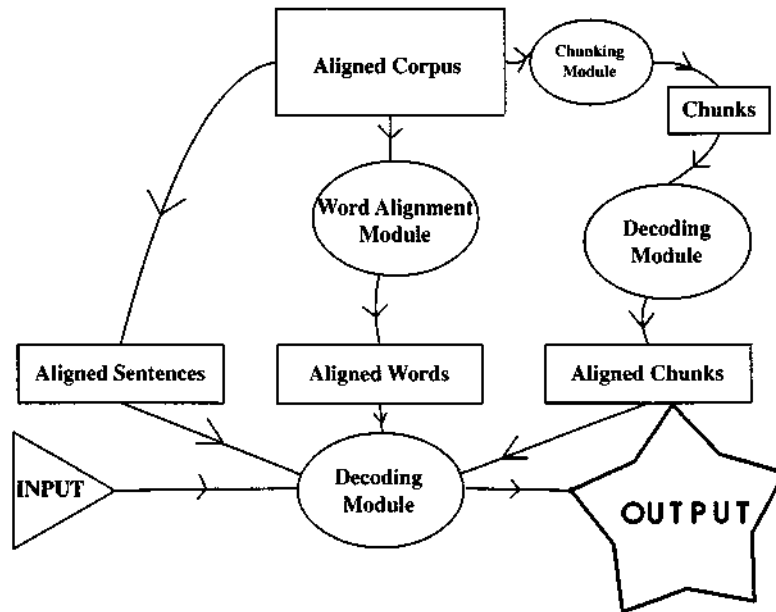 Aligned Corpus
Chunking
Module
Chunks
Word Alignment
Module
Decoding
Module
Aligned Sentences
Aligned Words
Aligned Chunks
INPUT
Decoding
Module
OUTPUT